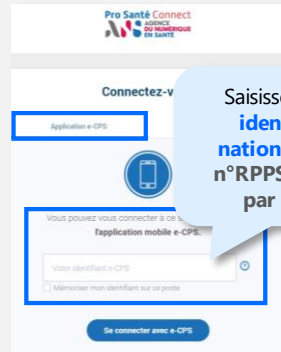 Pro Santé Connect
AGENCE
DU NUMÉRIQUE
EN SANTÉ
Connectez-v
Saisiss
iden
nation
n°RPPS
par
Application e-CPS
Vous pouvez vous connecter à ce s
l'application mobile e-CPS.
Votre identifiant e-CPS
Mémoriser mon identifiant sur ce poste
Se connecter avec e-CPS